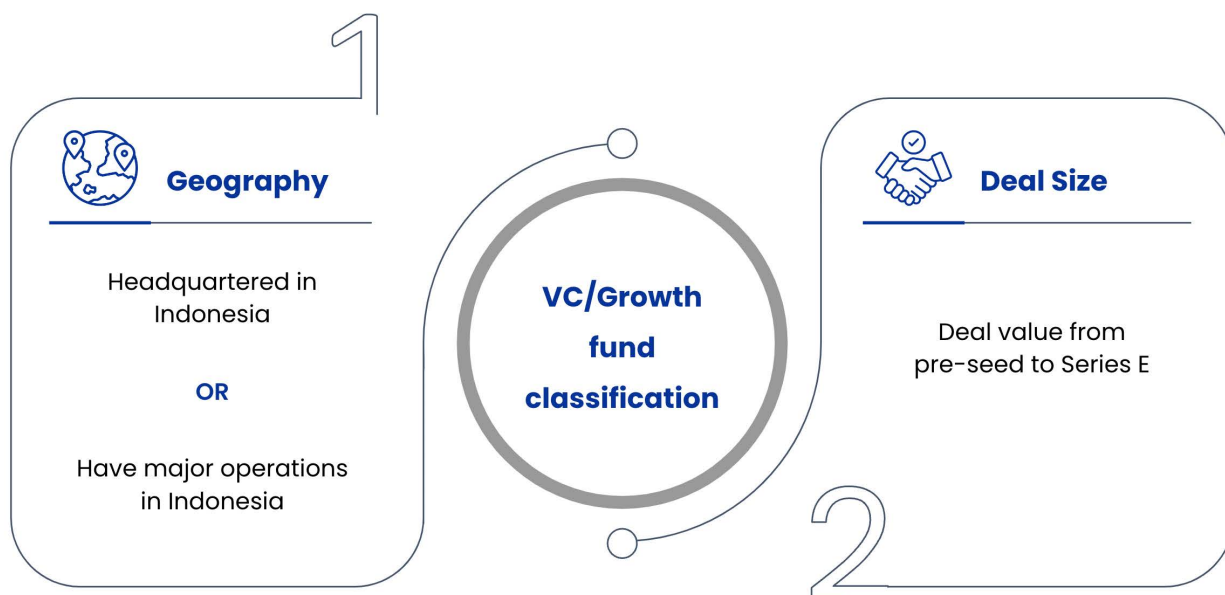 1
Geography
Headquartered in
Indonesia
OR
Have major operations
in Indonesia
VC/Growth
fund
classification
2
Deal Size
Deal value from
pre-seed to Series E